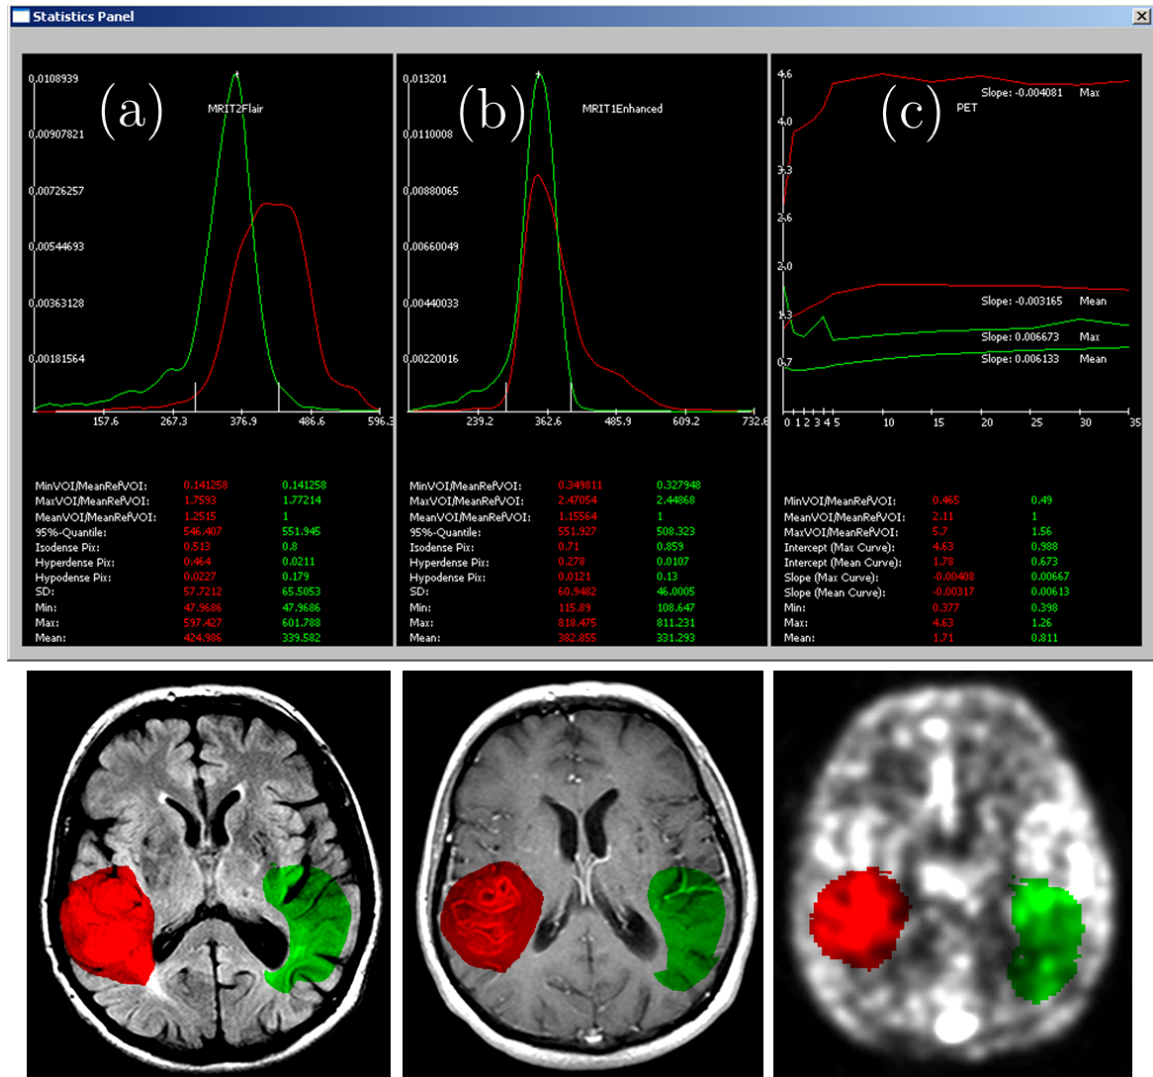 Statistics Panel
(a)
MRIT2Flair
0.0108939
0.00907821
0.00726257
0.00544693
0.00363128
0.00181564
157.6 267.3 376.9 486.6 596.3
MinVOI/MeanRefVOI: 0.141258 0.141258
MaxVOI/MeanRefVOI: 1.7593 1.77214
MeanVOI/MeanRefVOI: 1.2515 1
95%-Quantile: 546.407 551.945
Isodense Pix: 0.513 0.8
Hyperdense Pix: 0.464 0.0211
Hypodense Pix: 0.0227 0.179
SD: 57.7212 65.5053
Min: 47.9686 47.9686
Max: 597.427 601.788
Mean: 424.986 339.582
(b)
MRIT1Enhanced
0.013201
0.0110008
0.00880065
0.00660049
0.00440033
0.00220016
239.2 362.6 485.9 609.2 732.6
MinVOI/MeanRefVOI: 0.349811 0.327948
MaxVOI/MeanRefVOI: 2.47054 2.44868
MeanVOI/MeanRefVOI: 1.15564 1
95%-Quantile: 551.927 508.323
Isodense Pix: 0.71 0.859
Hyperdense Pix: 0.278 0.0107
Hypodense Pix: 0.0121 0.13
SD: 60.9482 46.0005
Min: 115.89 108.647
Max: 818.475 811.231
Mean: 382.855 331.293
(c)
PET
4.6
4.0
3.3
2.6
2.0
1.3
0.7
Slope: -0.004081 Max
Slope: -0.003165 Mean
Slope: 0.006673 Max
Slope: 0.006133 Mean
0 1 2 3 4 5 10 15 20 25 30 35
MinVOI/MeanRefVOI: 0.465 0.49
MeanVOI/MeanRefVOI: 2.11 1
MaxVOI/MeanRefVOI: 5.7 1.56
Intercept (Max Curve): 4.63 0.988
Intercept (Mean Curve): 1.78 0.673
Slope (Max Curve): -0.00408 0.00667
Slope (Mean Curve): -0.00317 0.00613
Min: 0.377 0.398
Max: 4.63 1.26
Mean: 1.71 0.811